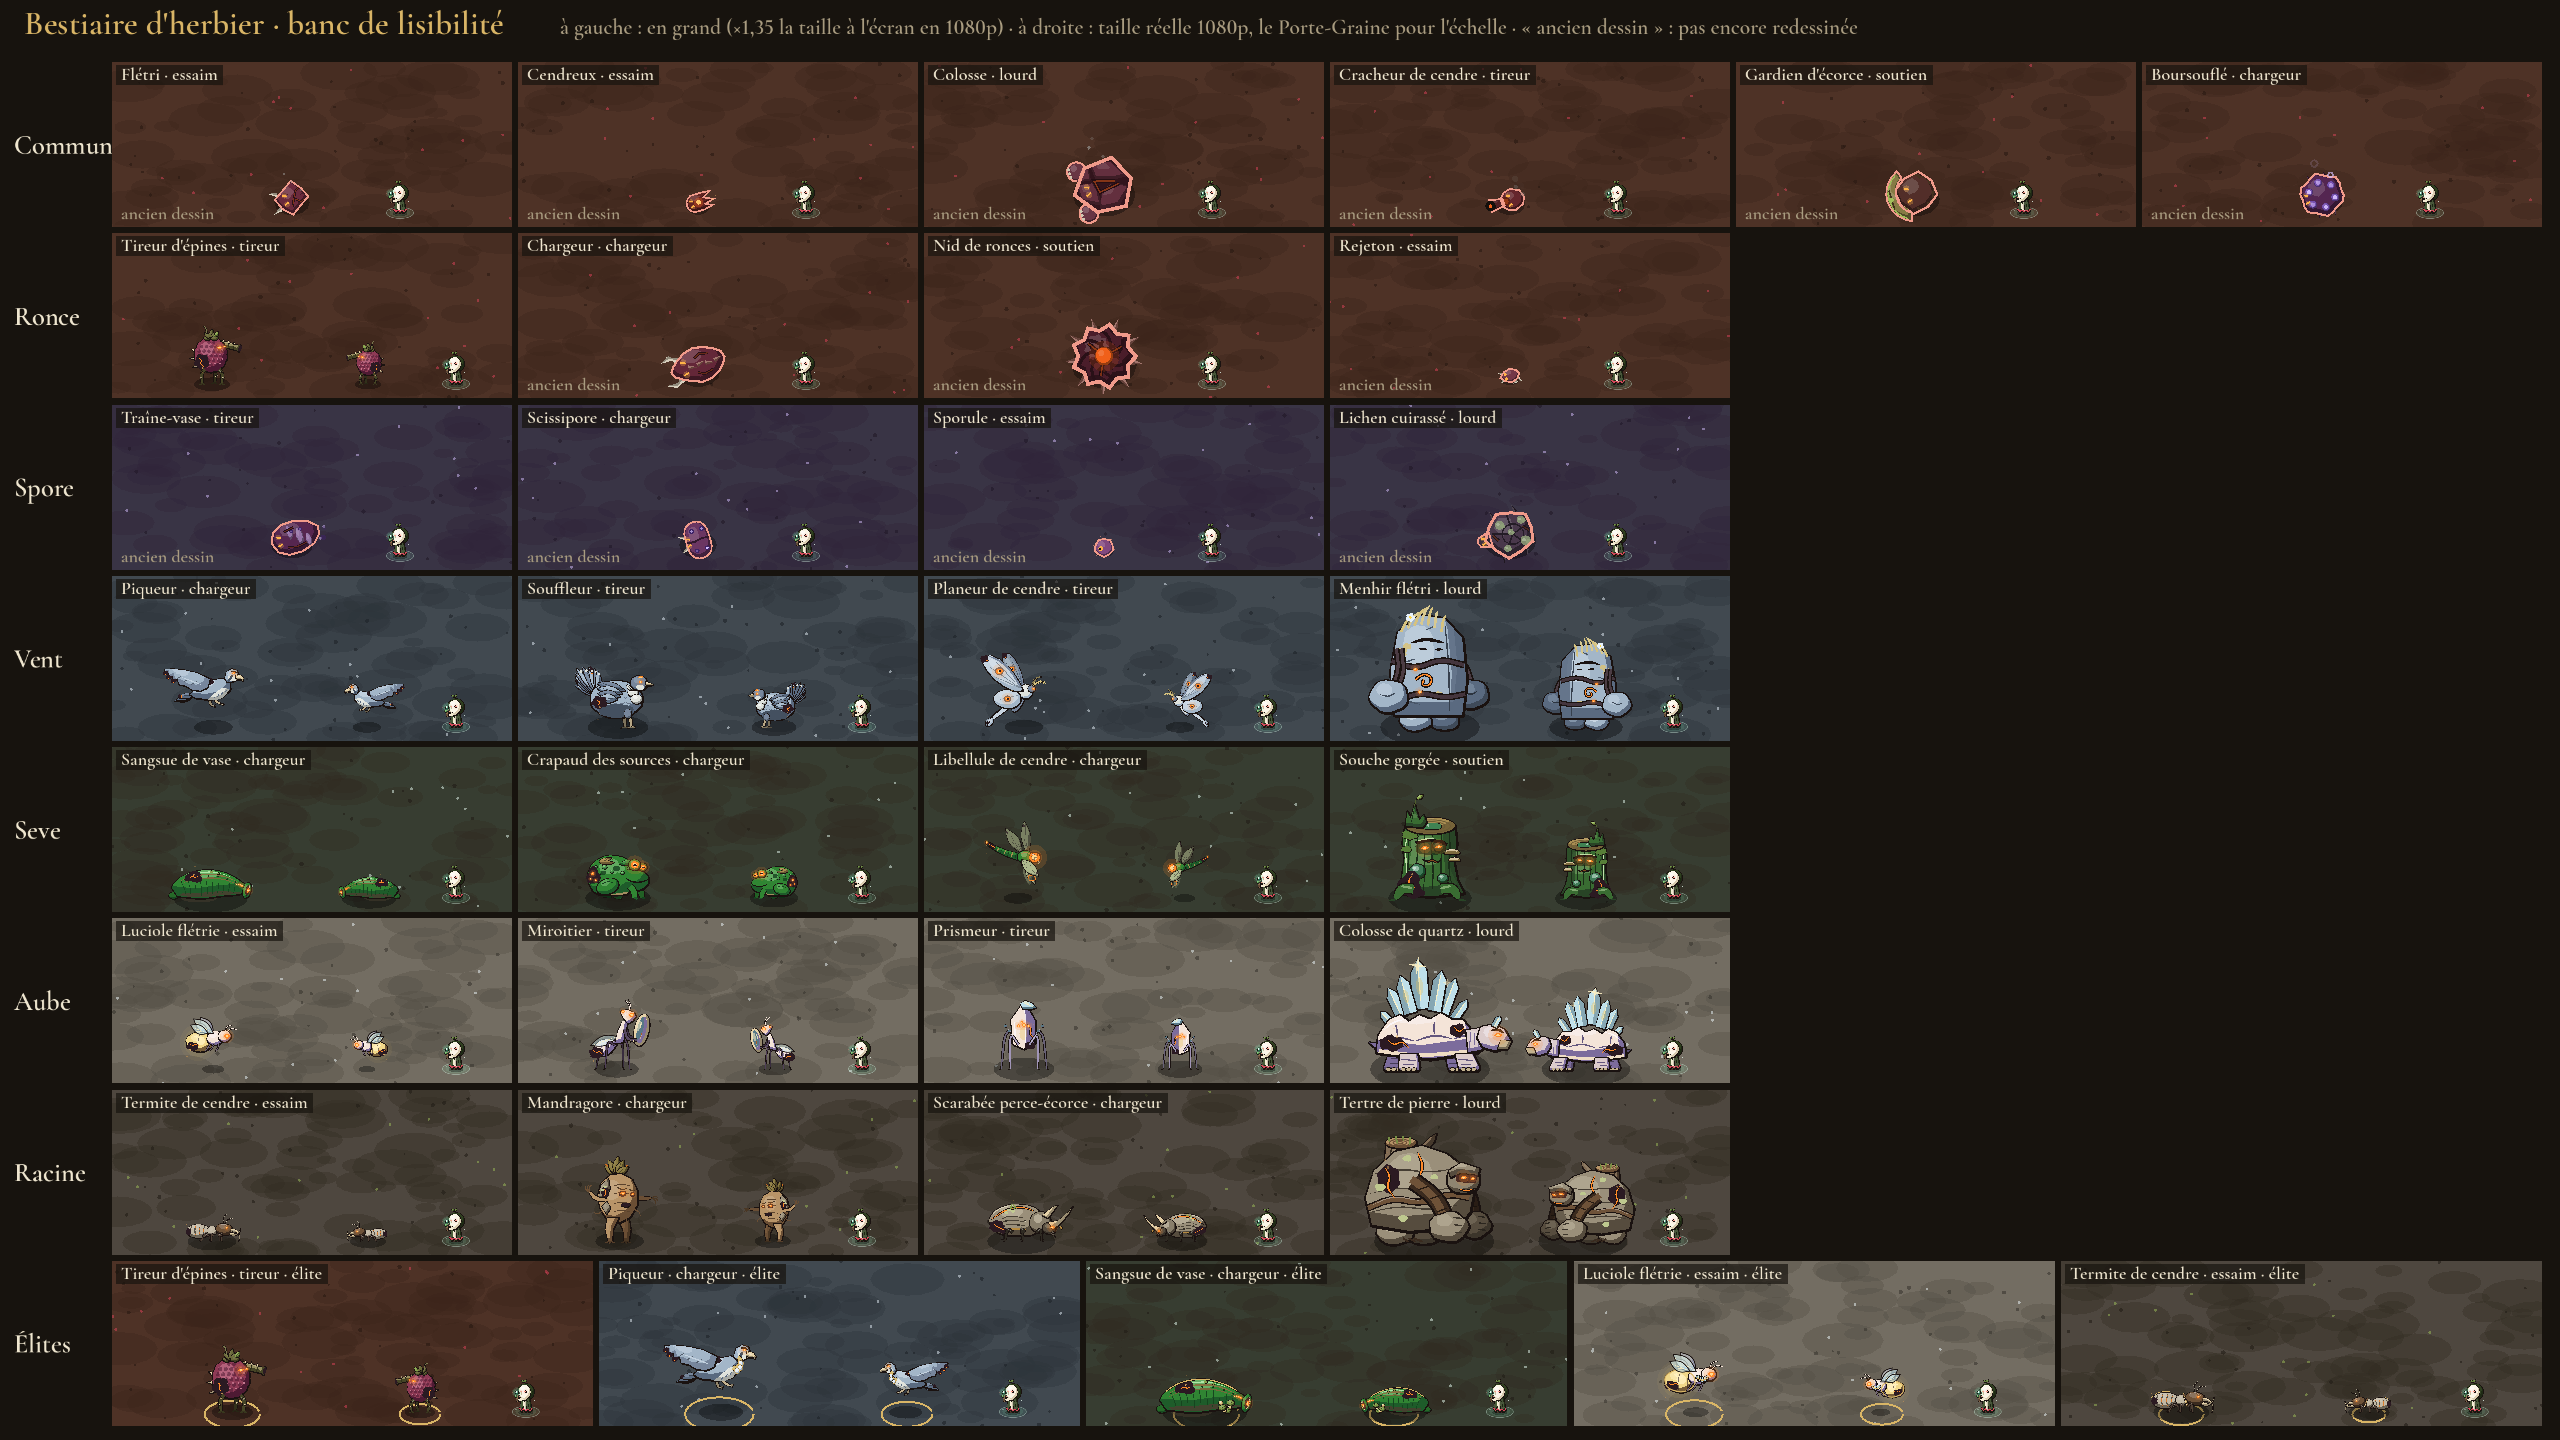 Bestiaire d'herbier · banc de lisibilité
à gauche : en grand (×1,35 la taille à l'écran en 1080p) · à droite : taille réelle 1080p, le Porte-Graine pour l'échelle · « ancien dessin » : pas encore redessinée
Commun
Flétri · essaim
ancien dessin
Cendreux · essaim
Colosse · lourd
Cracheur de cendre · tireur
ancien dessin
Gardien d'écorce · soutien
ancien dessin
Boursouflé · chargeur
ancien dessin
Ronce
Tireur d'épines · tireur
Chargeur · chargeur
ancien dessin
Nid de ronces · soutien
ancien dessin
Rejeton · essaim
ancien dessin
Spore
Traîne-vase · tireur
ancien dessin
Scissipore · chargeur
ancien dessin
Sporule · essaim
ancien dessin
Lichen cuirassé · lourd
ancien dessin
Vent
Piqueur · chargeur
Souffleur · tireur
Planeur de cendre · tireur
Menhir flétri · lourd
Seve
Sangsue de vase · chargeur
Crapaud des sources · chargeur
Libellule de cendre · chargeur
Souche gorgée · soutien
Aube
Luciole flétrie · essaim
Miroitier · tireur
Prismeur · tireur
Colosse de quartz · lourd
Racine
Termite de cendre · essaim
Mandragore · chargeur
Scarabée perce-écorce · chargeur
Tertre de pierre · lourd
Élites
Tireur d'épines · tireur · élite
Piqueur · chargeur · élite
Sangsue de vase · chargeur · élite
Luciole flétrie · essaim · élite
Termite de cendre · essaim · élite